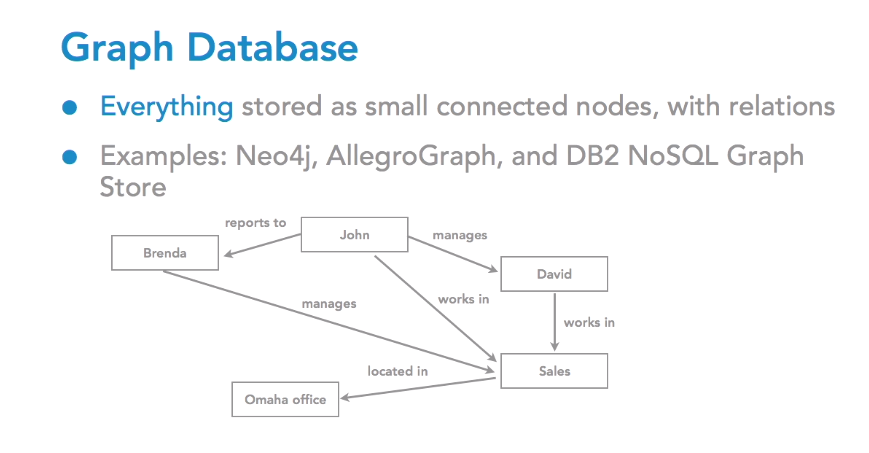 Graph Database
Everything stored as small connected nodes, with relations
Examples: Neo4j, AllegroGraph, and DB2 NoSQL Graph
Store
reports to
John
manages
Brenda
David
manages
works in
works in
located in
Sales
Omaha office